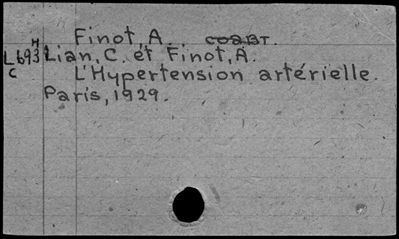 Finot, A. coaut.
H
L693 Lian, C. et Finot, A.
C L'Hypertension artérielle.
Paris, 1929.